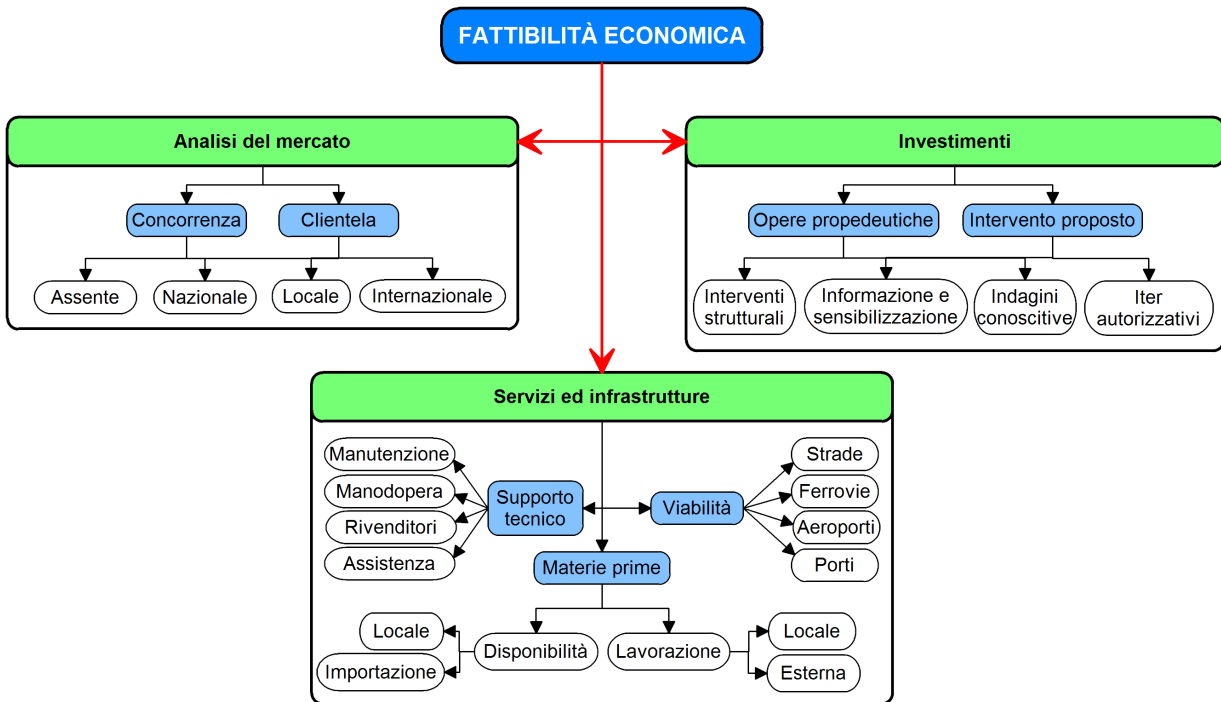 FATTIBILITÀ ECONOMICA
Analisi del mercato
Concorrenza
Clientela
Assente
Nazionale
Locale
Internazionale
Investimenti
Opere propedeutiche
Intervento proposto
Interventi
strutturali
Informazione e
sensibilizzazione
Indagini
conoscitive
Iter
autorizzativi
Servizi ed infrastrutture
Manutenzione
Manodopera
Rivenditori
Assistenza
Supporto
tecnico
Viabilità
Strade
Ferrovie
Aeroporti
Porti
Materie prime
Locale
Importazione
Disponibilità
Lavorazione
Locale
Esterna